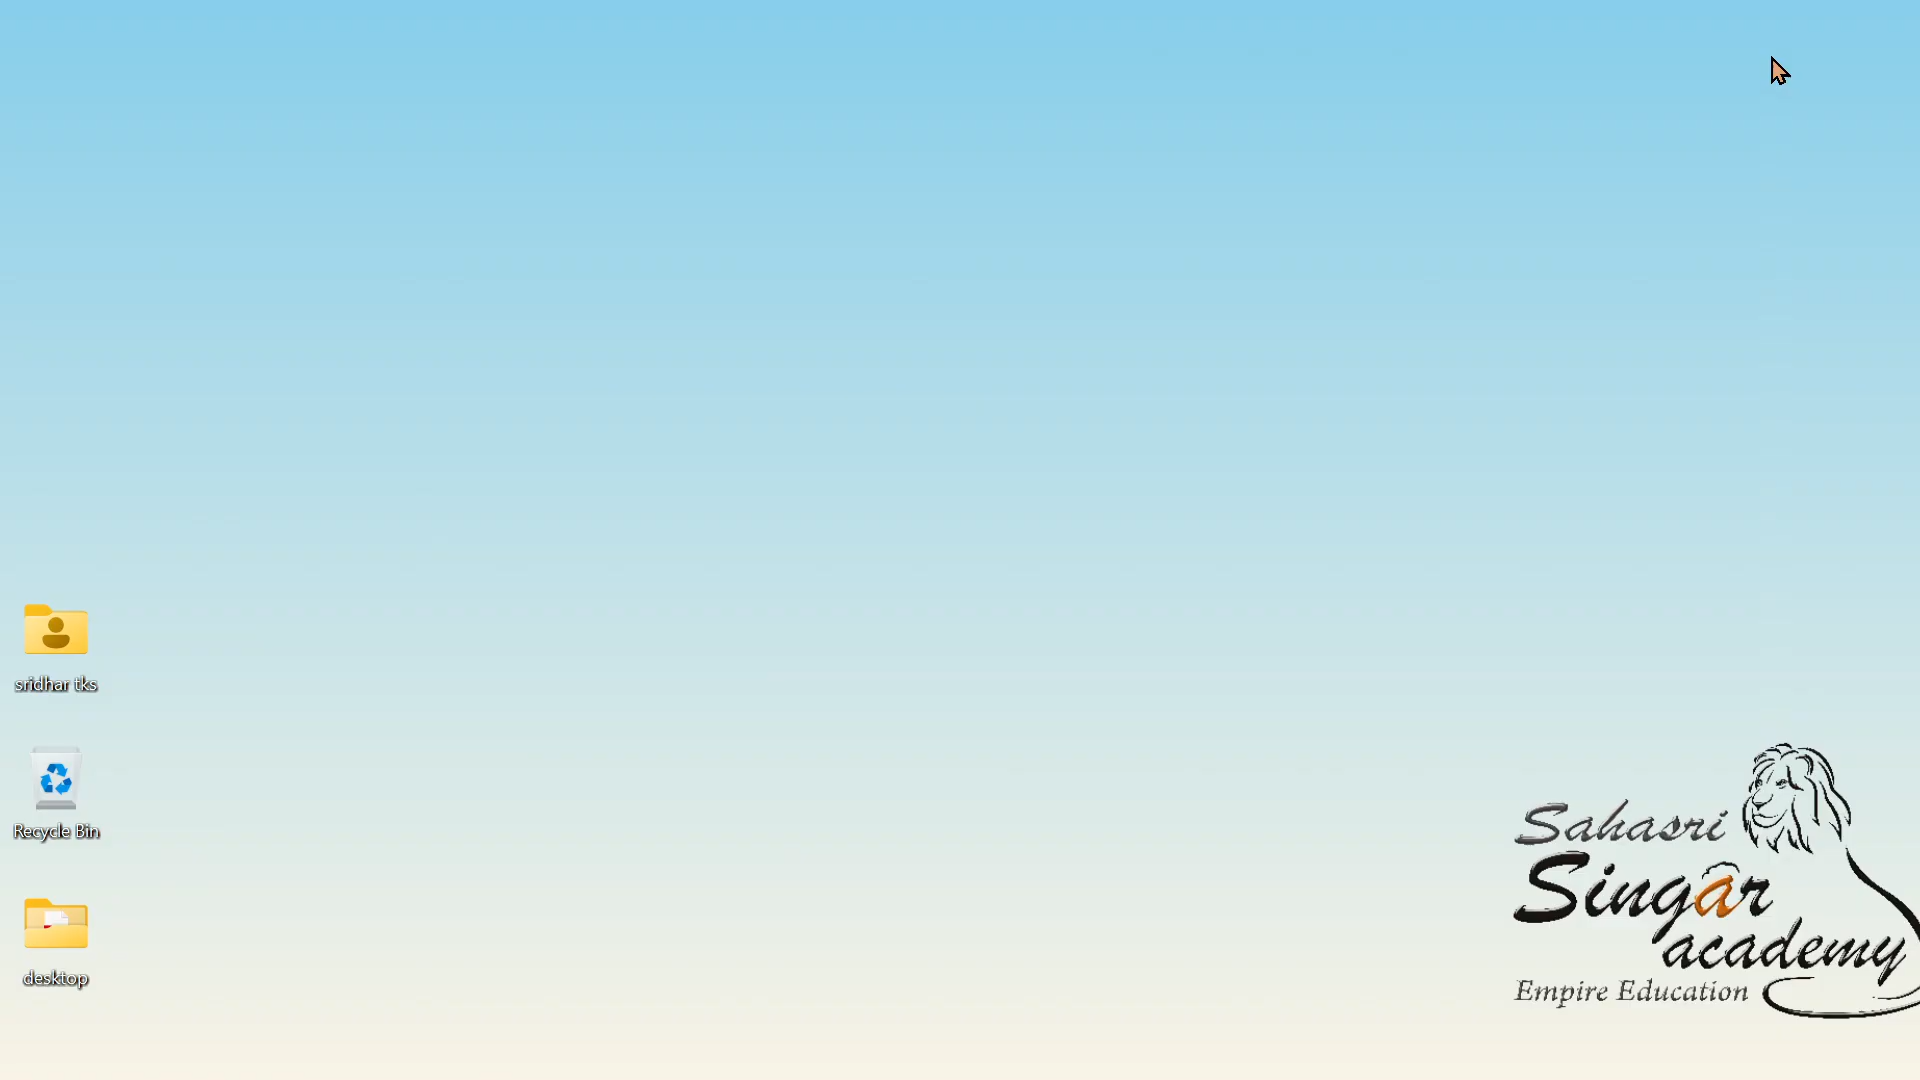 sridhar tks
Recycle Bin
desktop
Sahasri
Singar
academy
Empire Education